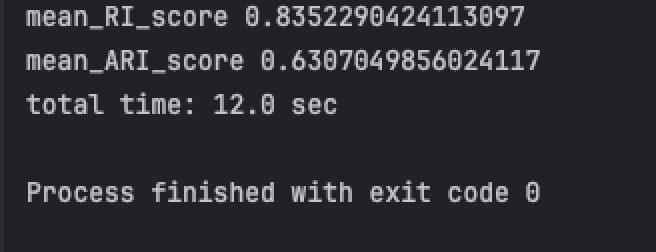 mean_RI_score 0.8352290424113097
mean_ARI_score 0.6307049856024117
total time: 12.0 sec
Process finished with exit code 0